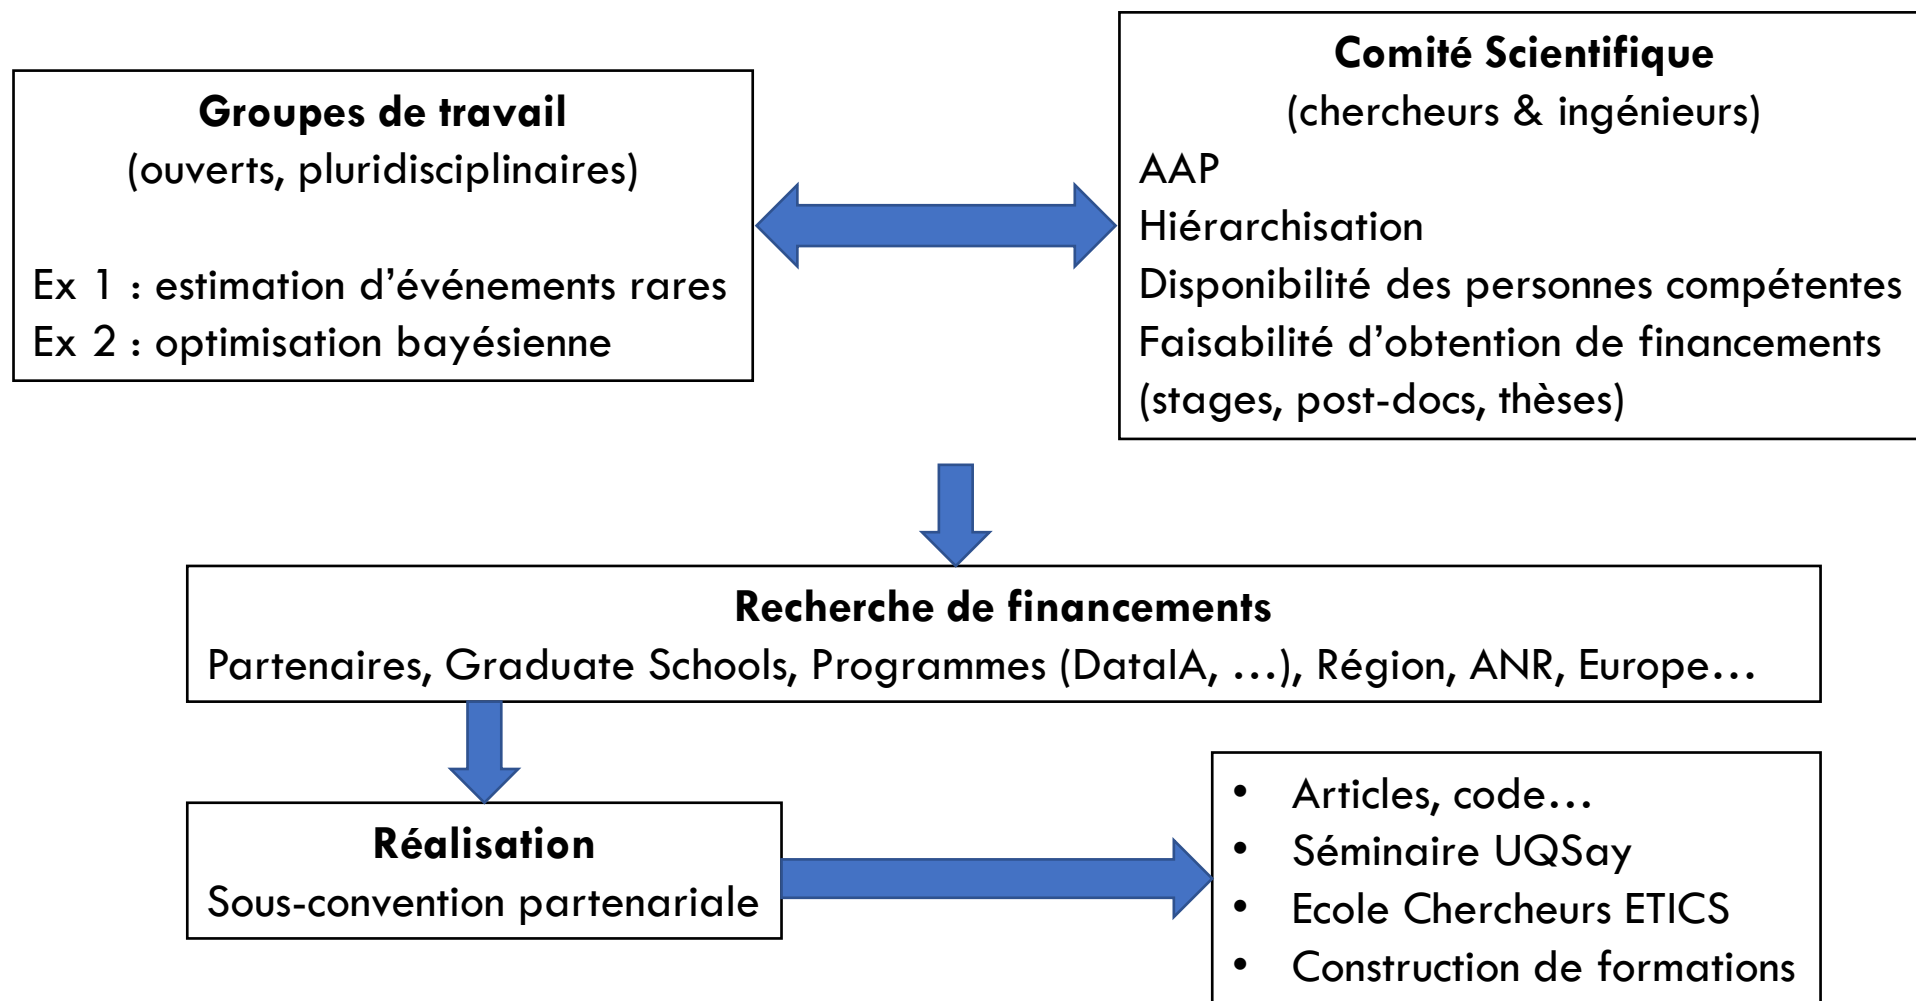 Groupes de travail
(ouverts, pluridisciplinaires)
Ex 1 : estimation d’événements rares
Ex 2 : optimisation bayésienne
Comité Scientifique
(chercheurs & ingénieurs)
AAP
Hiérarchisation
Disponibilité des personnes compétentes
Faisabilité d’obtention de financements
(stages, post-docs, thèses)
Recherche de financements
Partenaires, Graduate Schools, Programmes (DataIA, …), Région, ANR, Europe…
Réalisation
Sous-convention partenariale
• Articles, code…
• Séminaire UQSay
• Ecole Chercheurs ETICS
• Construction de formations